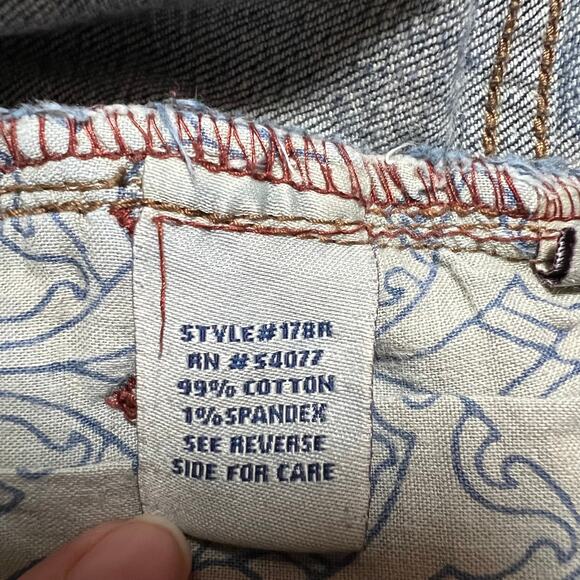 STYLE#178R
RN #54077
99% COTTON
1%SPANDEX
SEE REVERSE
SIDE FOR CARE